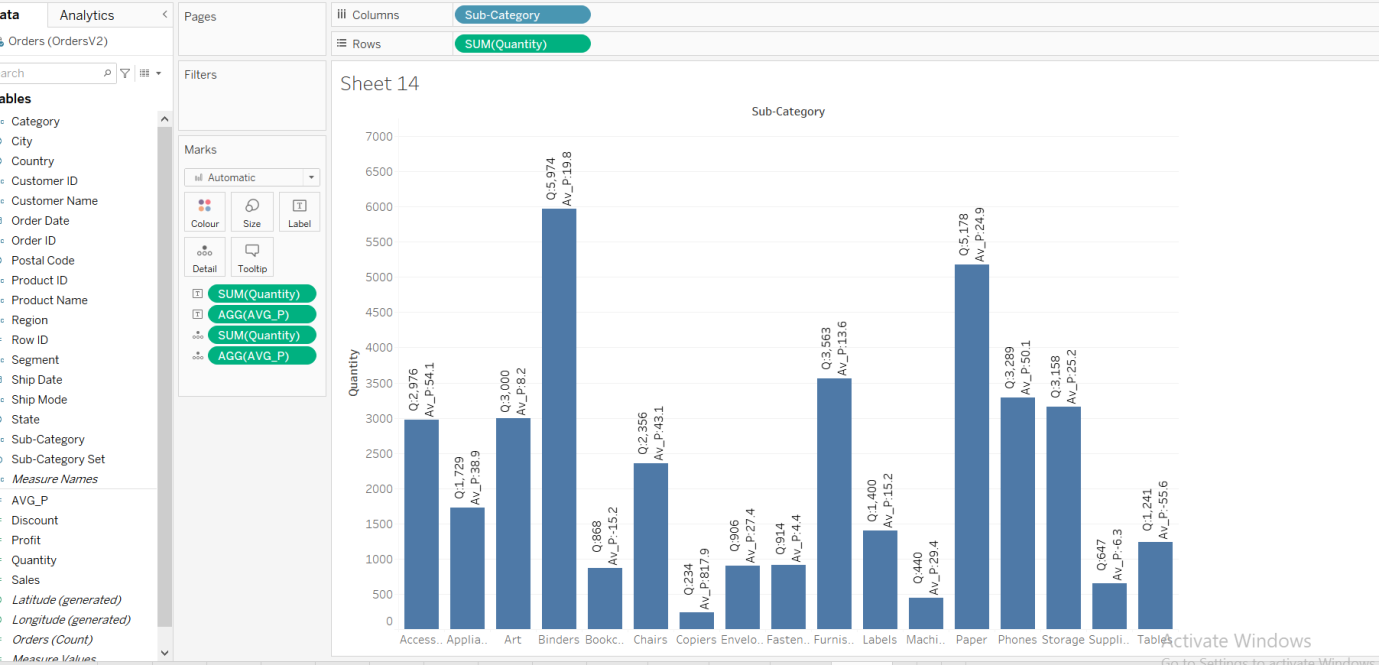 ata
Analytics
Orders (OrdersV2)
arch
ables
Category
City
Country
Customer ID
Customer Name
Order Date
Order ID
Postal Code
Product ID
Product Name
Region
Row ID
Segment
Ship Date
Ship Mode
State
Sub-Category
Sub-Category Set
Measure Names
AVG_P
Discount
Profit
Quantity
Sales
Latitude (generated)
Longitude (generated)
Orders (Count)
Measure Values
Pages
Filters
Marks
Automatic
Colour
Size
Label
Detail
Tooltip
SUM(Quantity)
AGG(AVG_P)
SUM(Quantity)
AGG(AVG_P)
Columns
Sub-Category
Rows
SUM(Quantity)
Sheet 14
Sub-Category
Quantity
7000
6500
6000
5500
5000
4500
4000
3500
3000
2500
2000
1500
1000
500
0
Q:2,976
Av_P:54.1
Q:1,729
Av_P:38.9
Q:3,000
Av_P:8.2
Q:5,974
Av_P:19.8
Q:868
Av_P:-15.2
Q:2,356
Av_P:43.1
Q:234
Av_P:817.9
Q:906
Av_P:27.4
Q:914
Av_P:4.4
Q:3,563
Av_P:13.6
Q:1,400
Av_P:15.2
Q:440
Av_P:29.4
Q:5,178
Av_P:24.9
Q:3,289
Av_P:50.1
Q:3,158
Av_P:25.2
Q:647
Av_P:-6.3
Q:1,241
Av_P:-55.6
Access.. Applia.. Art Binders Bookc.. Chairs Copiers Envelo.. Fasten.. Furnis.. Labels Machi.. Paper Phones Storage Suppli.. Tables
Activate Windows
Go to Settings to activate Windows